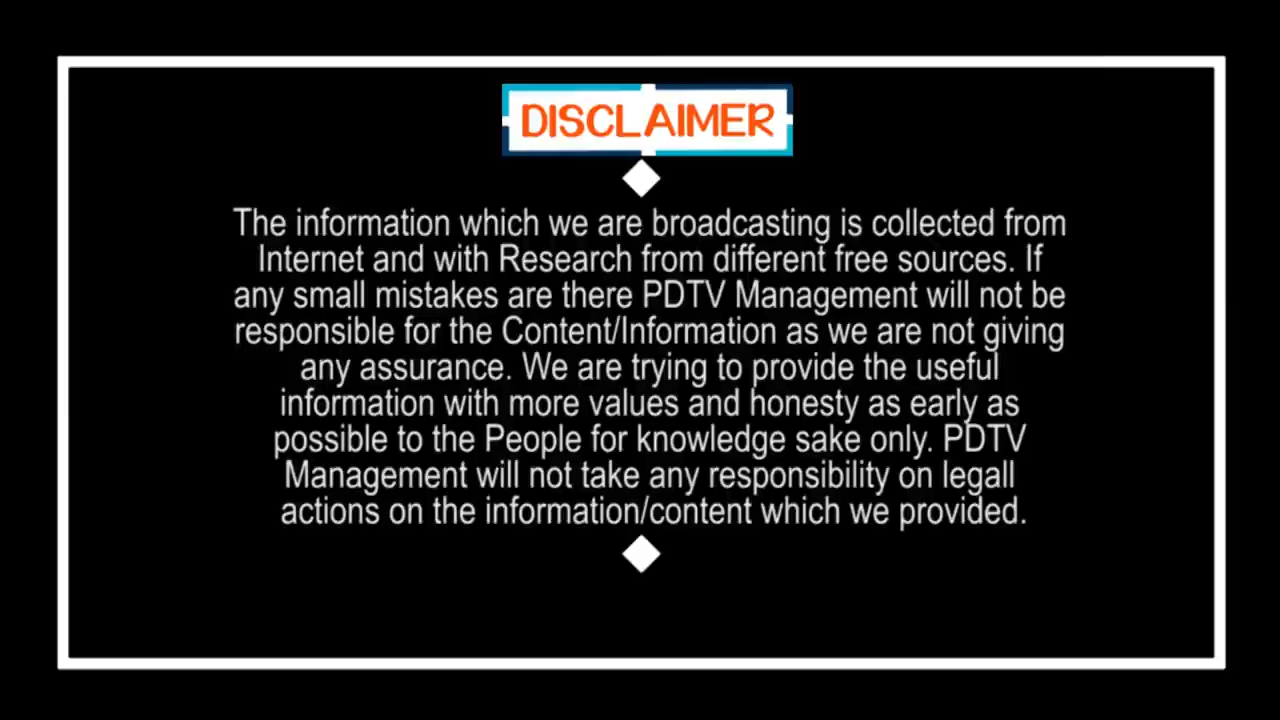 DISCLAIMER
The information which we are broadcasting is collected from
Internet and with Research from different free sources. If
any small mistakes are there PDTV Management will not be
responsible for the Content/Information as we are not giving
any assurance. We are trying to provide the useful
information with more values and honesty as early as
possible to the People for knowledge sake only. PDTV
Management will not take any responsibility on legall
actions on the information/content which we provided.